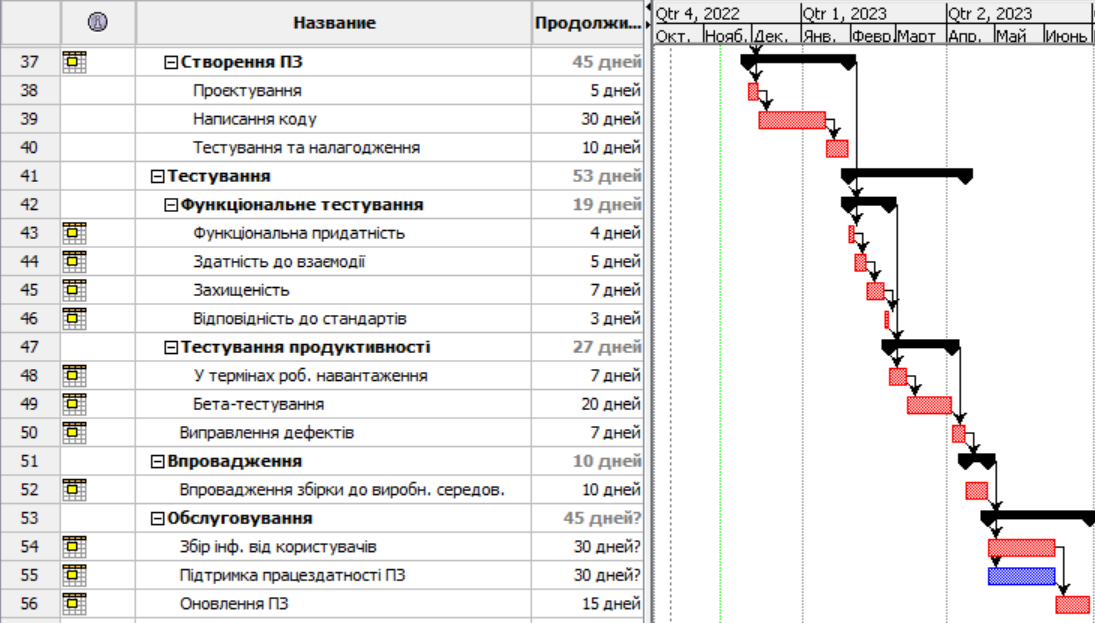 Название Продолжи... Qtr 4, 2022 Qtr 1, 2023 Qtr 2, 2023
Окт. Нояб. Дек. Янв. Февр. Март Апр. Май Июнь
37 Створення ПЗ 45 дней
38 Проєктування 5 дней
39 Написання коду 30 дней
40 Тестування та налагодження 10 дней
41 Тестування 53 дней
42 Функціональне тестування 19 дней
43 Функціональна придатність 4 дней
44 Здатність до взаємодії 5 дней
45 Захищеність 7 дней
46 Відповідність до стандартів 3 дней
47 Тестування продуктивності 27 дней
48 У термінах роб. навантаження 7 дней
49 Бета-тестування 20 дней
50 Виправлення дефектів 7 дней
51 Впровадження 10 дней
52 Впровадження збірки до виробн. середов. 10 дней
53 Обслуговування 45 дней?
54 Збір інф. від користувачів 30 дней?
55 Підтримка працездатності ПЗ 30 дней?
56 Оновлення ПЗ 15 дней